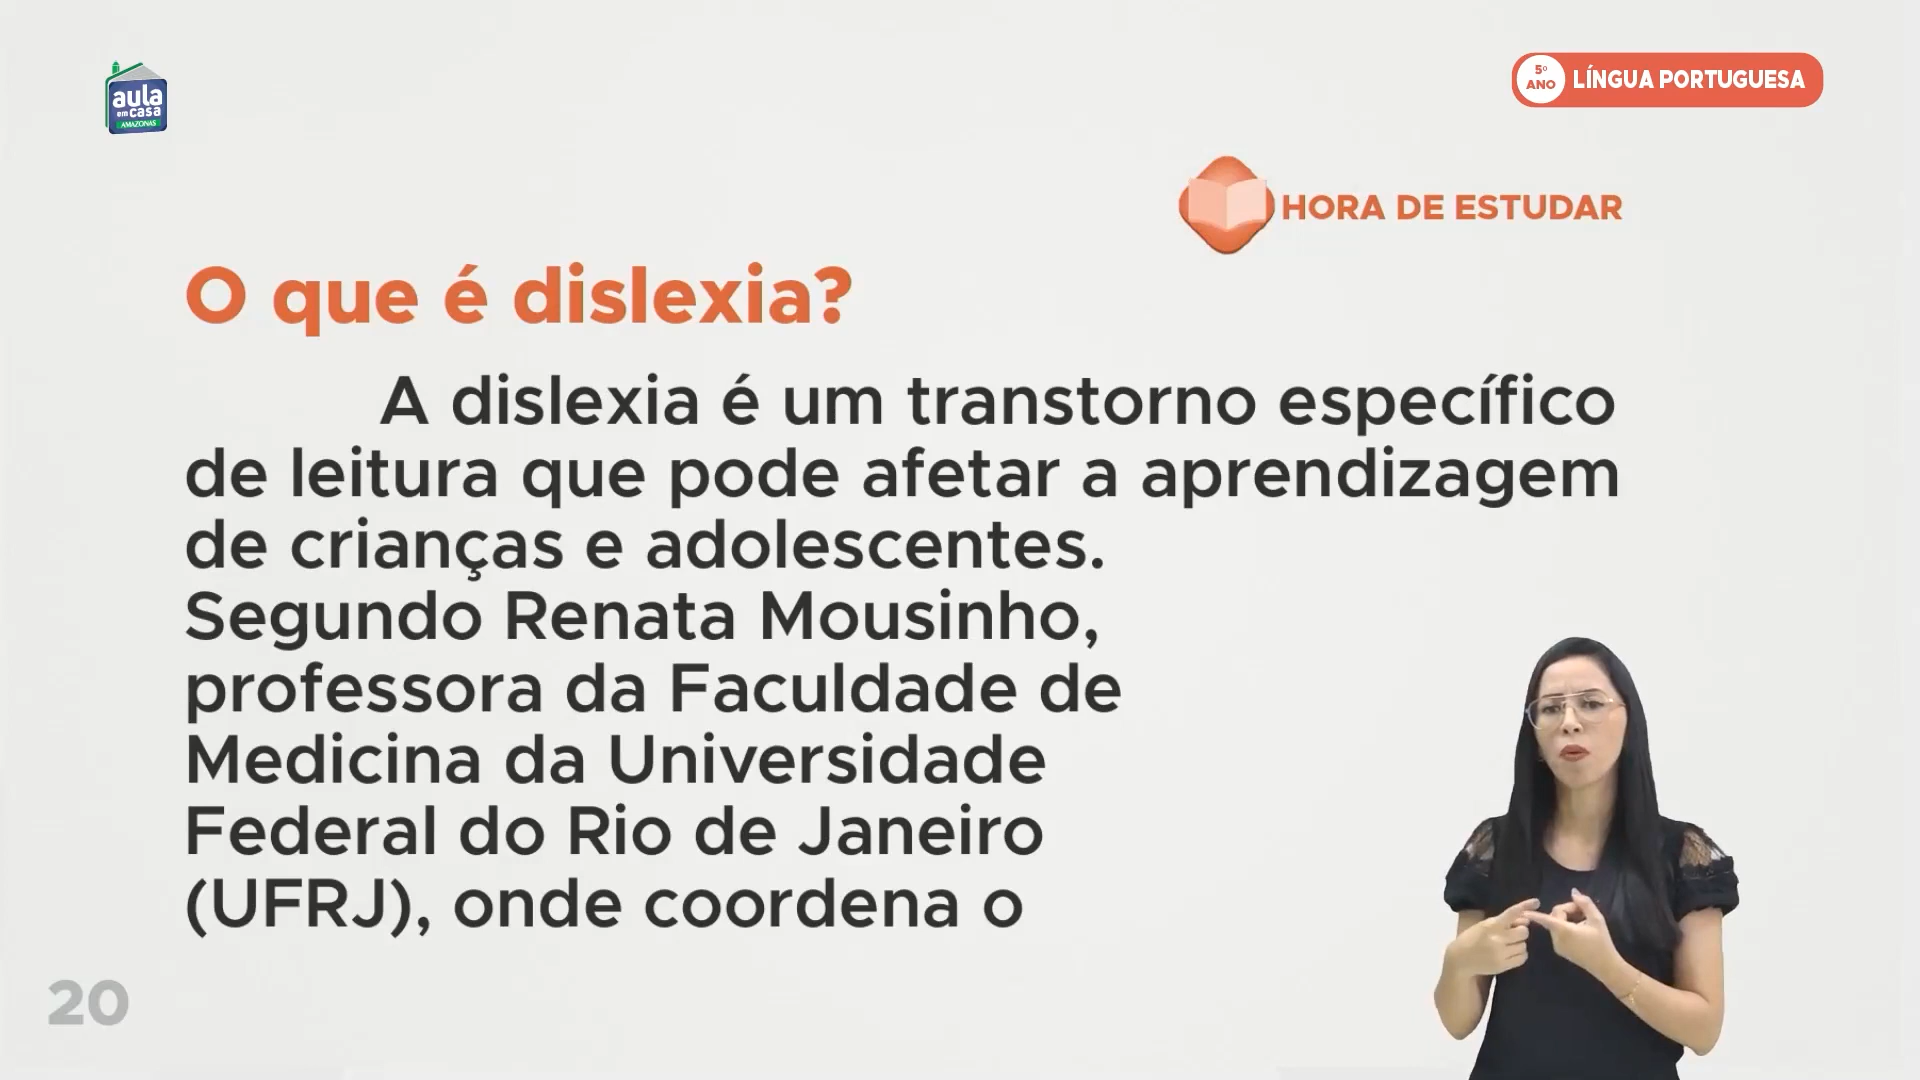 aula
em casa
AMAZONAS
5º
ANO
LÍNGUA PORTUGUESA
HORA DE ESTUDAR
O que é dislexia?
A dislexia é um transtorno específico
de leitura que pode afetar a aprendizagem
de crianças e adolescentes.
Segundo Renata Mousinho,
professora da Faculdade de
Medicina da Universidade
Federal do Rio de Janeiro
(UFRJ), onde coordena o
20